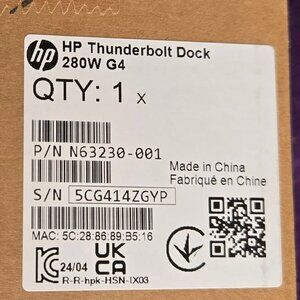 hp HP Thunderbolt Dock
280W G4
QTY: 1 x
P/N N63230-001
Made in China
Fabriqué en Chine
S/N 5CG414ZGYP
MAC: 5C:28:86:89:B5:16
24/04
UK
CA
R-R-hpk-HSN-IX03